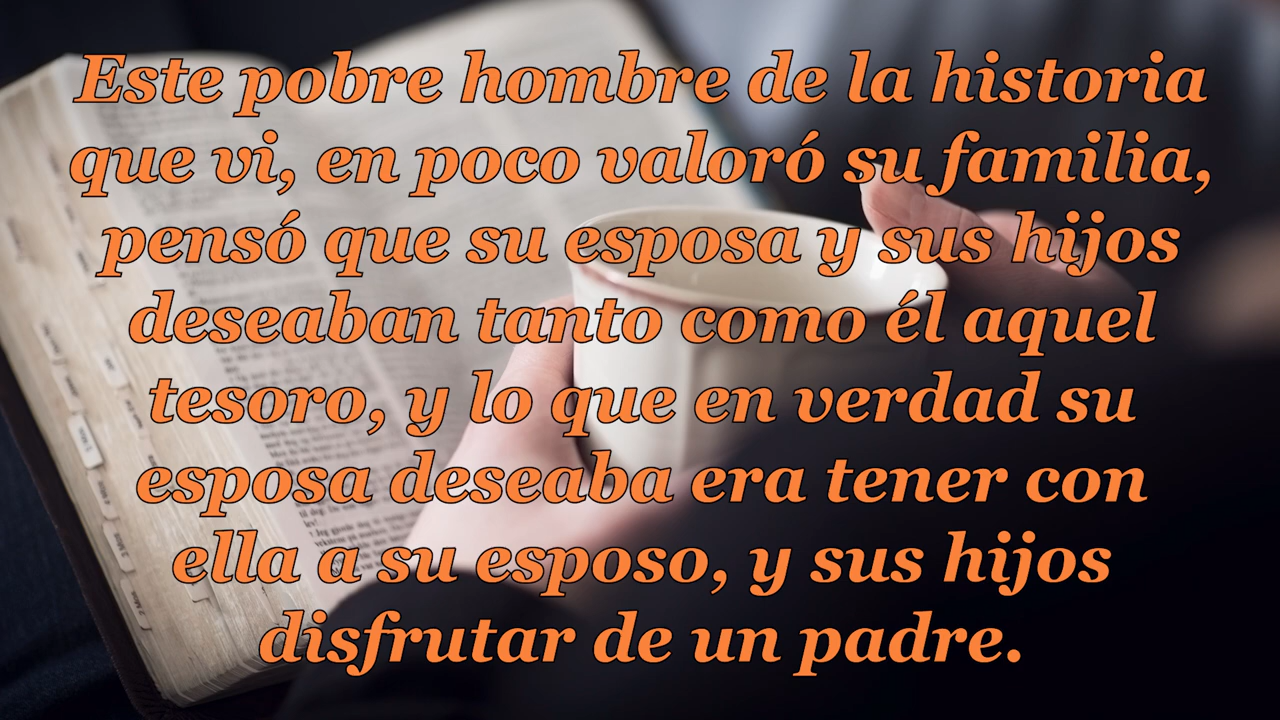 Este pobre hombre de la historia
que vi, en poco valoró su familia,
pensó que su esposa y sus hijos
deseaban tanto como él aquel
tesoro, y lo que en verdad su
esposa deseaba era tener con
ella a su esposo, y sus hijos
disfrutar de un padre.